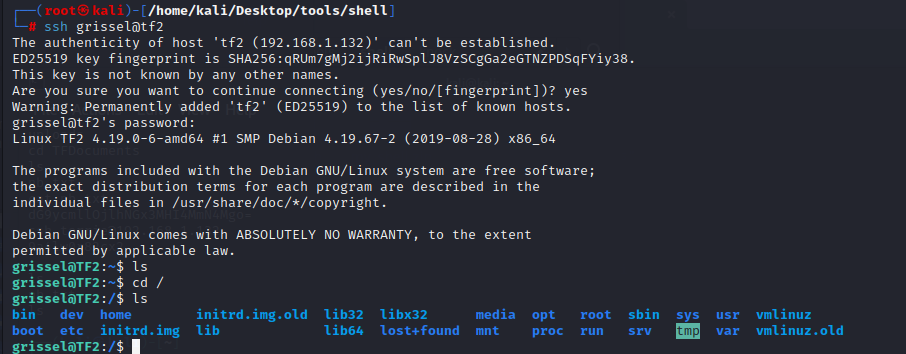 ┌──(root㉿kali)-[/home/kali/Desktop/tools/shell]
└─# ssh grissel@tf2
The authenticity of host 'tf2 (192.168.1.132)' can't be established.
ED25519 key fingerprint is SHA256:qRUm7gMj2ijRiRwSplJ8VzSCgGa2eGTNZPDSqFYiy38.
This key is not known by any other names.
Are you sure you want to continue connecting (yes/no/[fingerprint])? yes
Warning: Permanently added 'tf2' (ED25519) to the list of known hosts.
grissel@tf2's password:
Linux TF2 4.19.0-6-amd64 #1 SMP Debian 4.19.67-2 (2019-08-28) x86_64
The programs included with the Debian GNU/Linux system are free software;
the exact distribution terms for each program are described in the
individual files in /usr/share/doc/*/copyright.
Debian GNU/Linux comes with ABSOLUTELY NO WARRANTY, to the extent
permitted by applicable law.
grissel@TF2:~$ ls
grissel@TF2:~$ cd /
grissel@TF2:/$ ls
bin dev home initrd.img.old lib32 libx32 media opt root sbin sys usr vmlinuz
boot etc initrd.img lib lib64 lost+found mnt proc run srv tmp var vmlinuz.old
grissel@TF2:/$